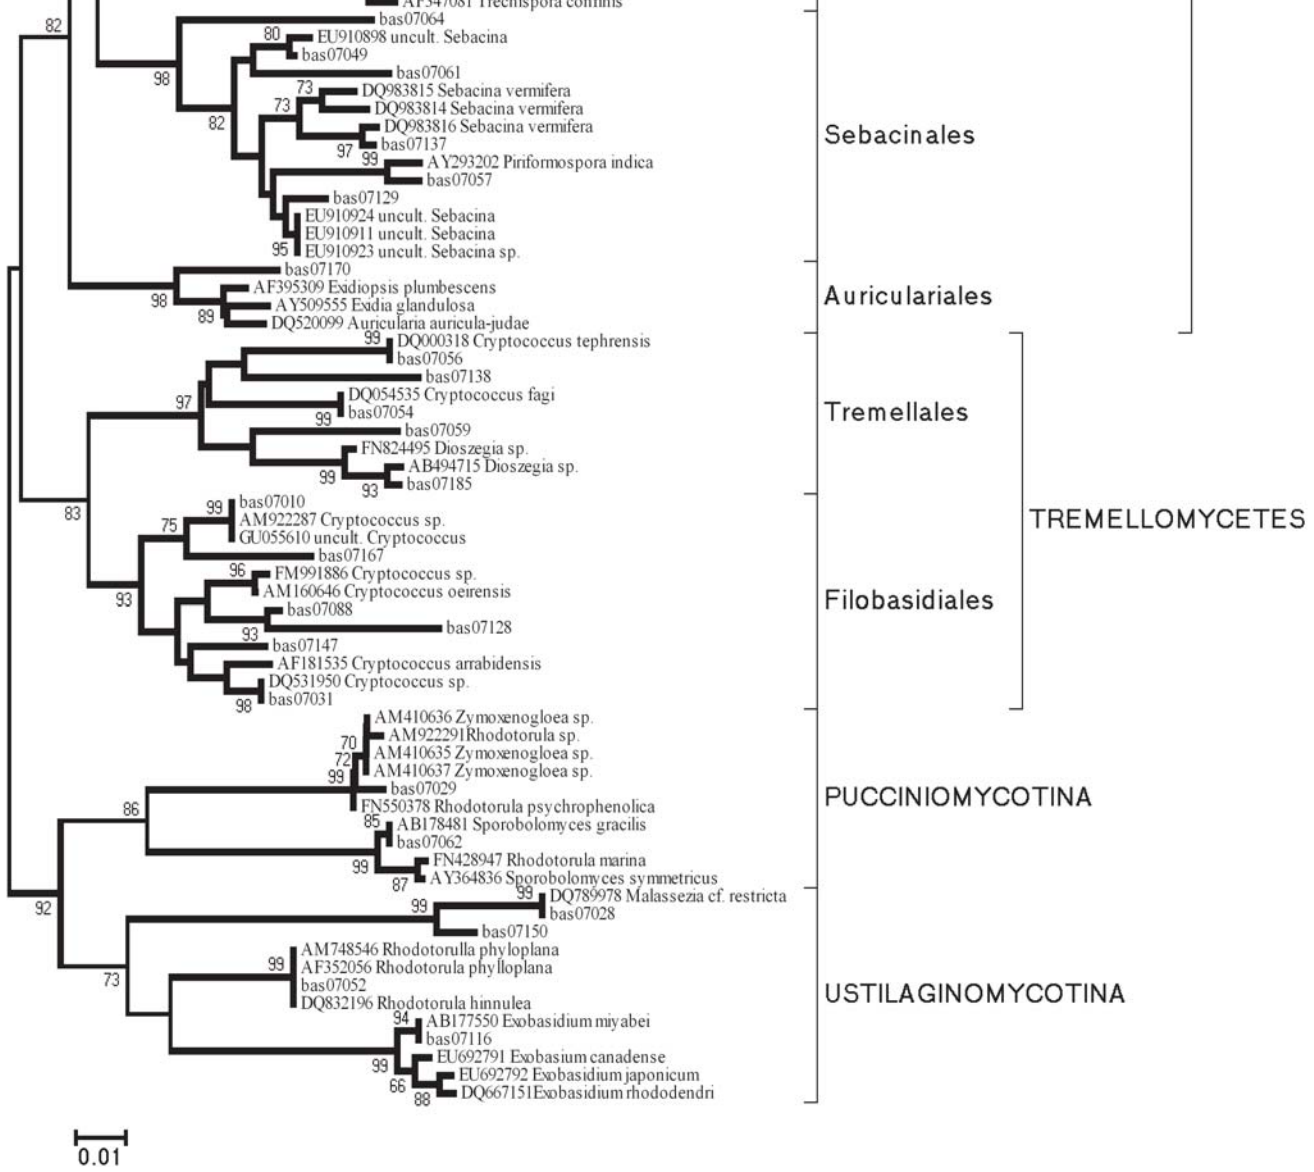 AF347081 Trechispora confinis
82
bas07064
80
EU910898 uncult. Sebacina
bas07049
98
bas07061
73
DQ983815 Sebacina vermifera
73
DQ983814 Sebacina vermifera
82
DQ983816 Sebacina vermifera
Sebacinales
bas07137
97
99
AY293202 Piriformospora indica
bas07057
bas07129
EU910924 uncult. Sebacina
EU910911 uncult. Sebacina
95
EU910923 uncult. Sebacina sp.
bas07170
98
AF395309 Exidiopsis plumbescens
Auriculariales
AY509555 Exidia glandulosa
89
DQ520099 Auricularia auricula-judae
99
DQ000318 Cryptococcus tephrensis
bas07056
bas07138
97
DQ054535 Cryptococcus fagi
Tremellales
99
bas07054
bas07059
FN824495 Dioszegia sp.
99
AB494715 Dioszegia sp.
93
bas07185
83
99
bas07010
75
AM922287 Cryptococcus sp.
TREMELLOMYCETES
GU055610 uncult. Cryptococcus
bas07167
96
FM991886 Cryptococcus sp.
AM160646 Cryptococcus oeirensis
93
Filobasidiales
bas07088
93
bas07128
bas07147
AF181535 Cryptococcus arrabidensis
DQ531950 Cryptococcus sp.
98
bas07031
AM410636 Zymoxenogloea sp.
70
AM922291Rhodotorula sp.
72
AM410635 Zymoxenogloea sp.
99
AM410637 Zymoxenogloea sp.
bas07029
86
FN550378 Rhodotorula psychrophenolica
PUCCINIOMYCOTINA
85
AB178481 Sporobolomyces gracilis
bas07062
99
FN428947 Rhodotorula marina
87
AY364836 Sporobolomyces symmetricus
92
99
DQ789978 Malassezia cf. restricta
99
bas07028
bas07150
AM748546 Rhodotorulla phyloplana
99
AF352056 Rhodotorula phylloplana
73
bas07052
USTILAGINOMYCOTINA
DQ832196 Rhodotorula hinnulea
94
AB177550 Exobasidium miyabei
bas07116
99
EU692791 Exobasium canadense
66
EU692792 Exobasidium japonicum
88
DQ667151Exobasidium rhododendri
0.01